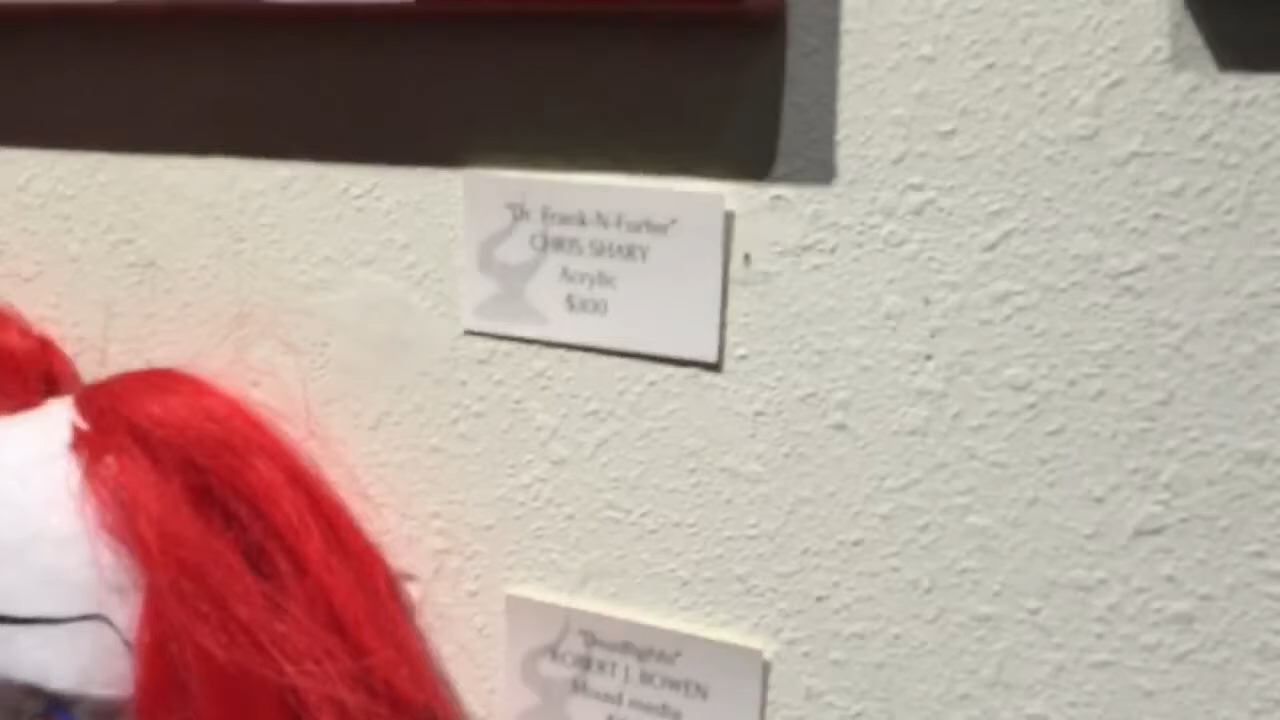 "Dr. Frank-N-Furter"
CHRIS SHARY
Acrylic
$300
"Deadlights"
ROBERT J. BOWEN
Mixed media